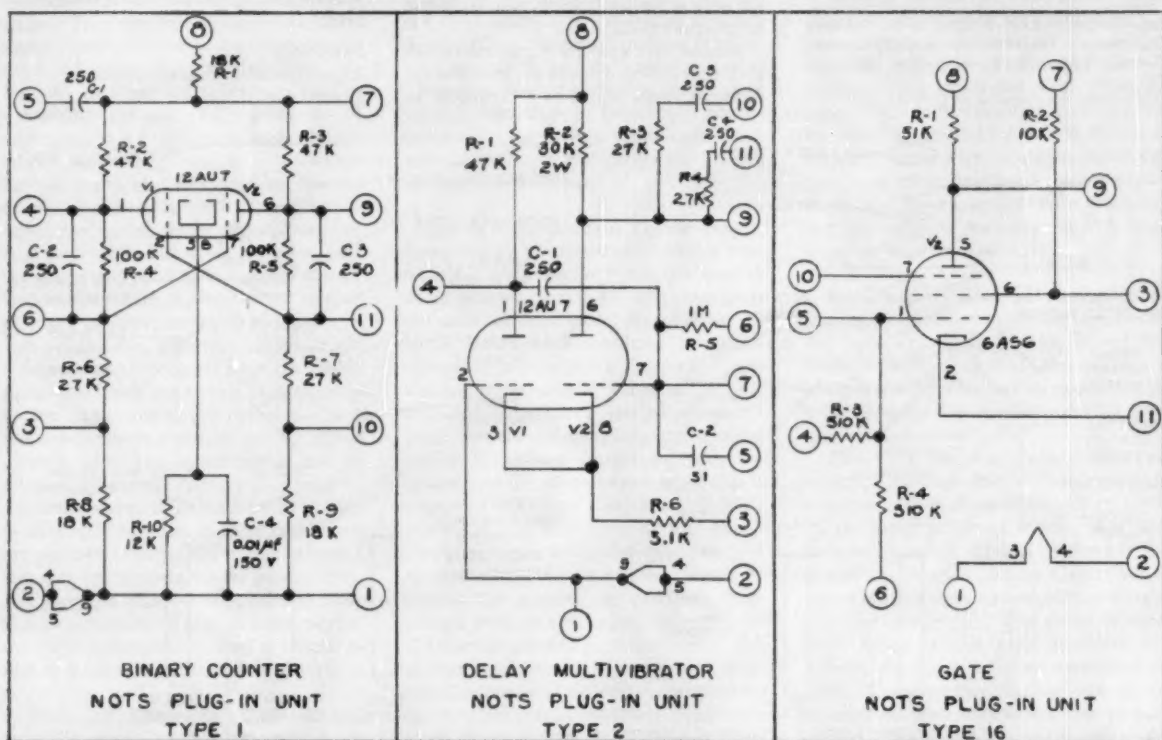 8
18K
R-1
250
C-1
5
7
R-2
47K
R-3
47K
12AU7
V1
V2
4
1
6
9
2 3 8 7
C-2
250
100K
R-4
100K
R-5
C3
250
6
11
R-6
27K
R-7
27K
3
10
R-8
18K
R-10
12K
C-4
0.01μf
150V
R-9
18K
4
2
5
9
1
BINARY COUNTER
NOTS PLUG-IN UNIT
TYPE 1
8
C 3
250
10
C-4
250
11
R-1
47K
R-2
30K
2W
R-3
27K
R4
2.7K
9
C-1
250
4
1
12AU7
6
1M
R-5
6
2
7
7
3 V1
V2 8
C-2
51
5
R-6
3
9
4
5
2
1
DELAY MULTIVIBRATOR
NOTS PLUG-IN UNIT
TYPE 2
8
7
R-1
51K
R-2
10K
9
V2 5
10
7
6
3
5
1
6AS6
2
11
R-3
510K
4
R-4
510K
3
4
2
1
6
GATE
NOTS PLUG-IN UNIT
TYPE 16